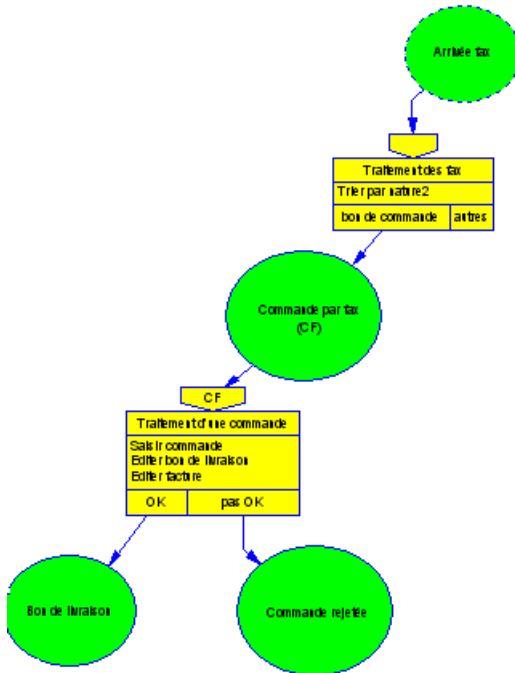 Arrivée fax
Traitement des fax
Trier par nature2
bon de commande autres
Commande par fax
(CF)
CF
Traitement d'une commande
Saisir commande
Editer bon de livraison
Editer facture
OK pas OK
Bon de livraison
Commande rejetée